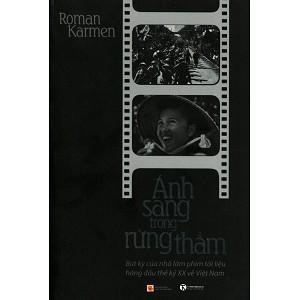 Roman
Karmen
Ánh
sáng
trong
rừng thẳm
Bút ký của nhà làm phim tài liệu
hàng đầu thế kỷ XX về Việt Nam